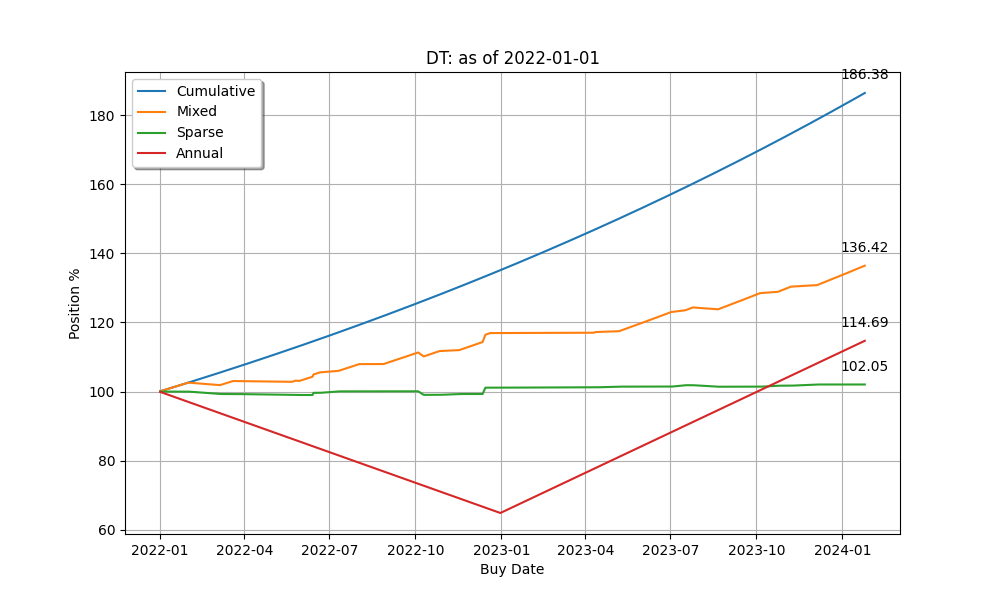 DT: as of 2022-01-01
186.38
Cumulative
Mixed
Sparse
Annual
136.42
114.69
102.05
Position %
180
160
140
120
100
80
60
2022-01 2022-04 2022-07 2022-10 2023-01 2023-04 2023-07 2023-10 2024-01
Buy Date